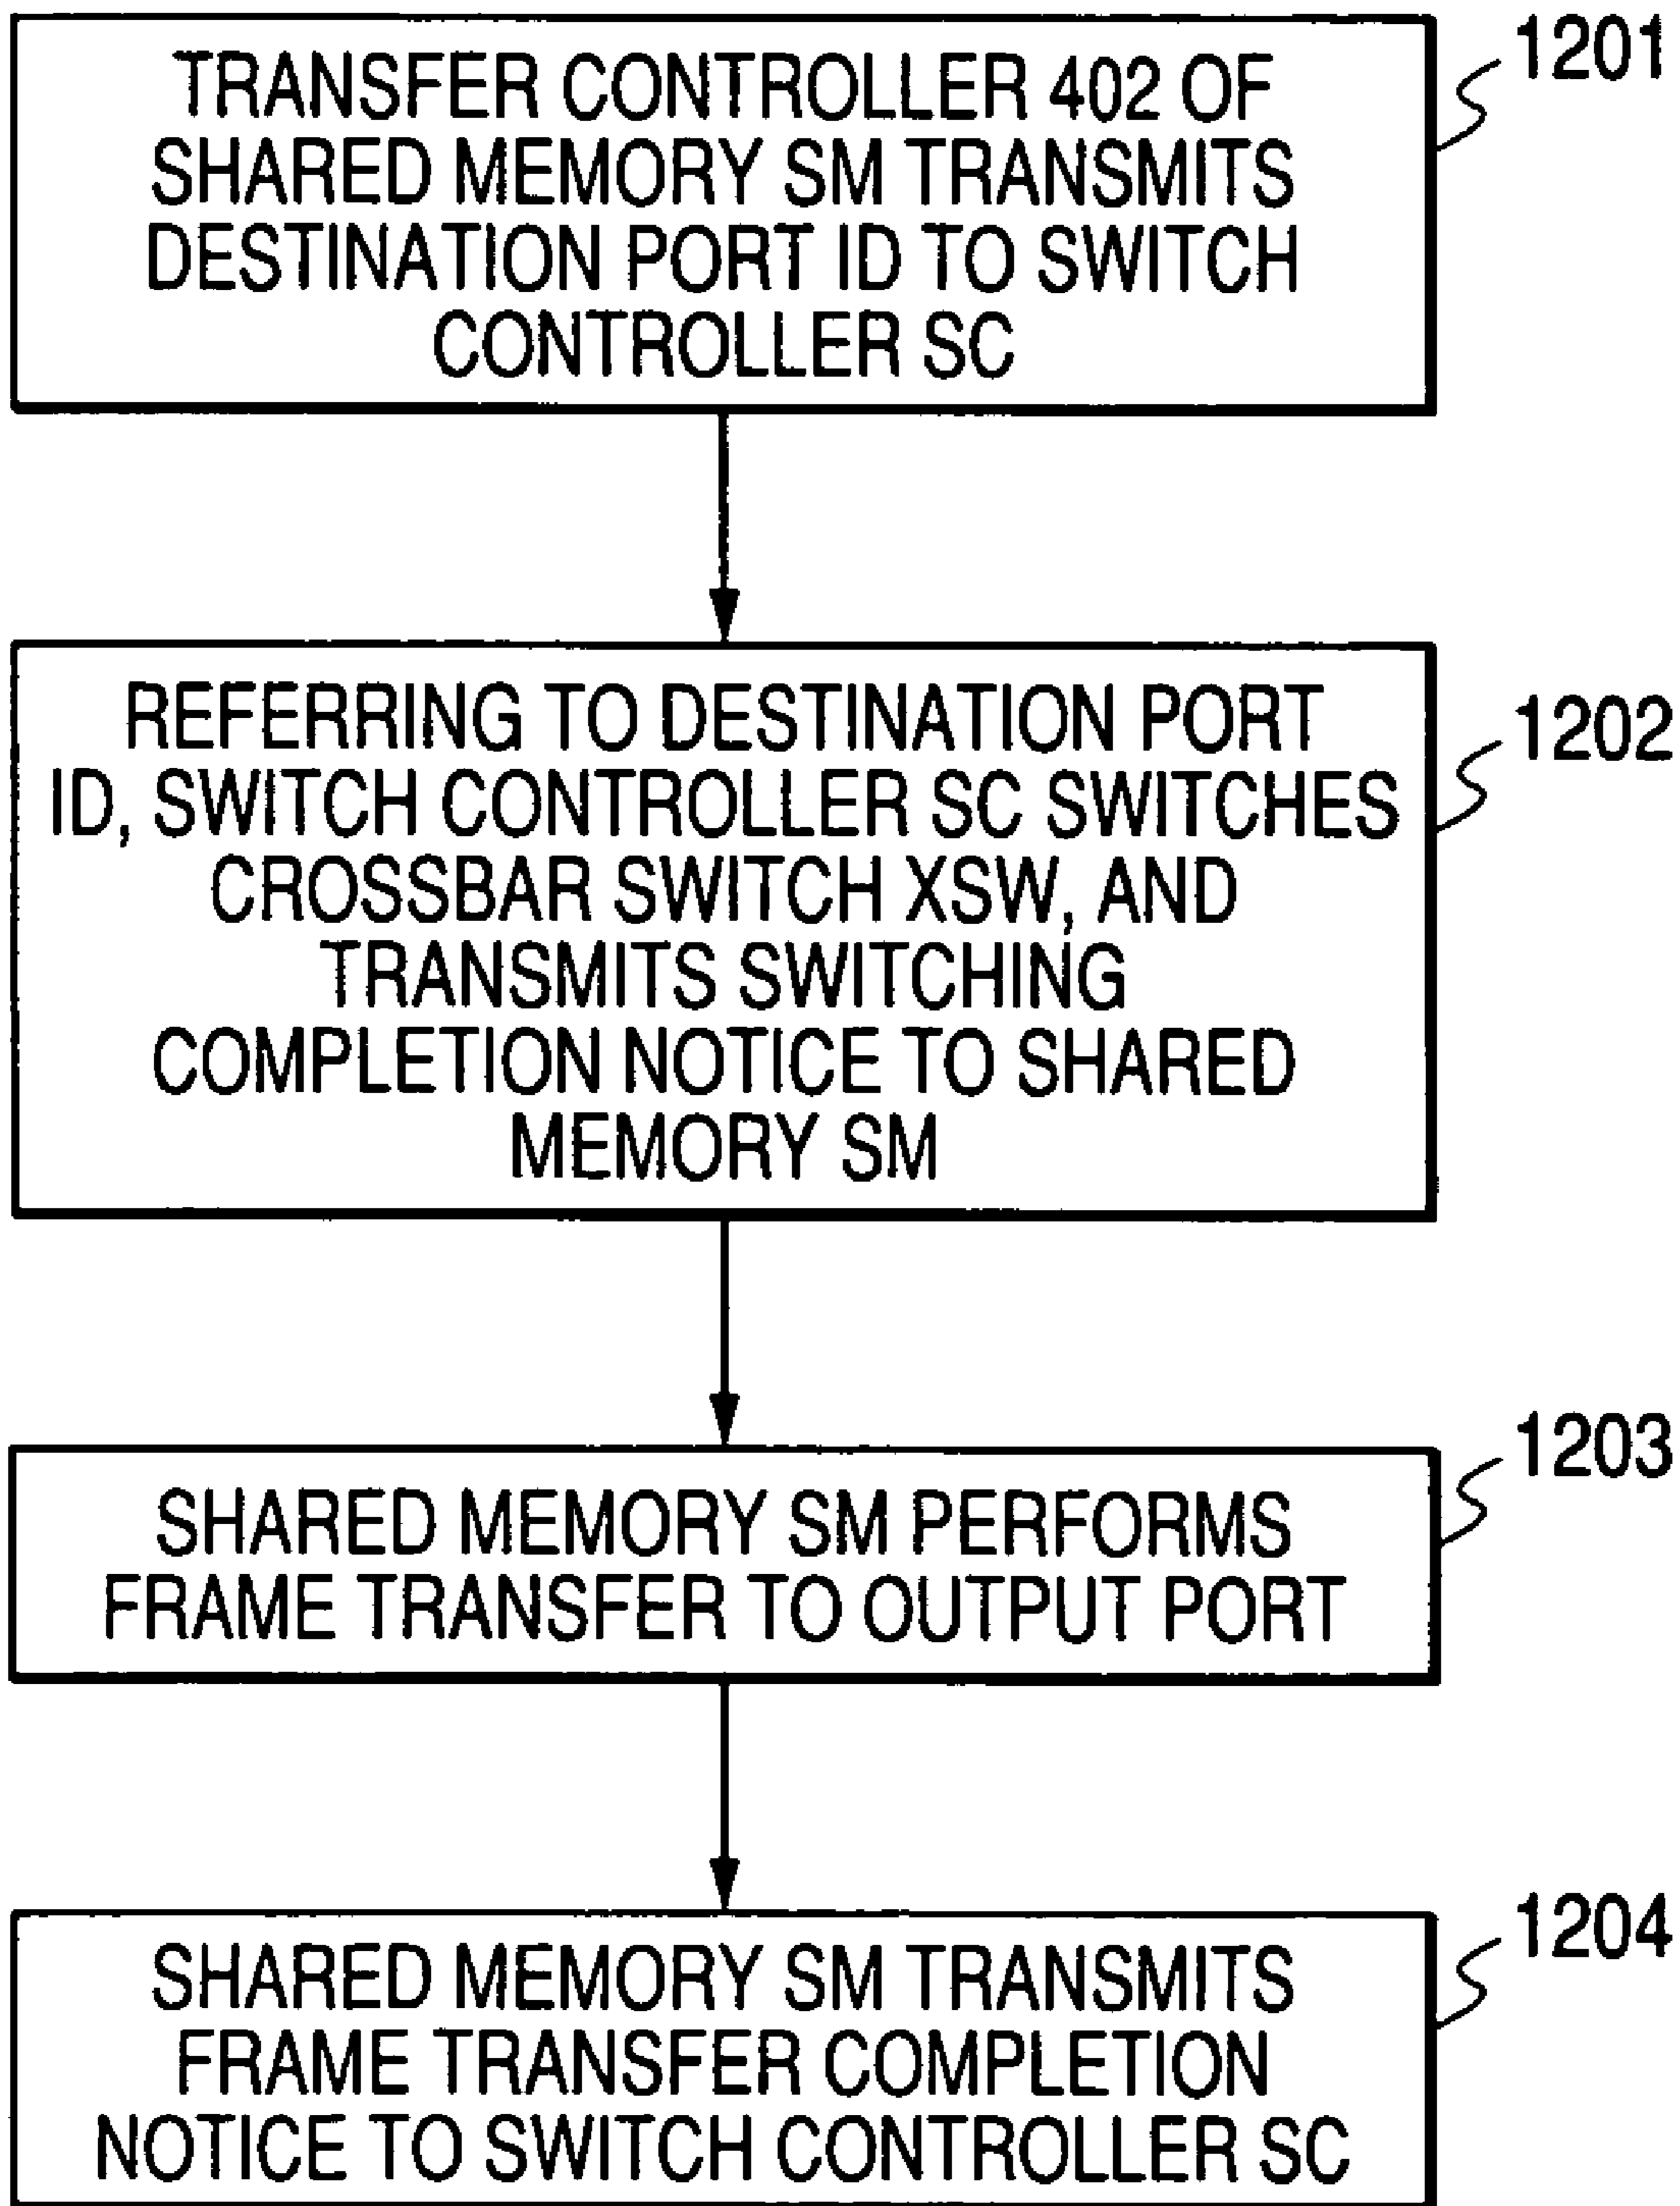 TRANSFER CONTROLLER 402 OF
SHARED MEMORY SM TRANSMITS
DESTINATION PORT ID TO SWITCH
CONTROLLER SC
1201
REFERRING TO DESTINATION PORT
ID, SWITCH CONTROLLER SC SWITCHES
CROSSBAR SWITCH XSW, AND
TRANSMITS SWITCHING
COMPLETION NOTICE TO SHARED
MEMORY SM
1202
SHARED MEMORY SM PERFORMS
FRAME TRANSFER TO OUTPUT PORT
1203
SHARED MEMORY SM TRANSMITS
FRAME TRANSFER COMPLETION
NOTICE TO SWITCH CONTROLLER SC
1204